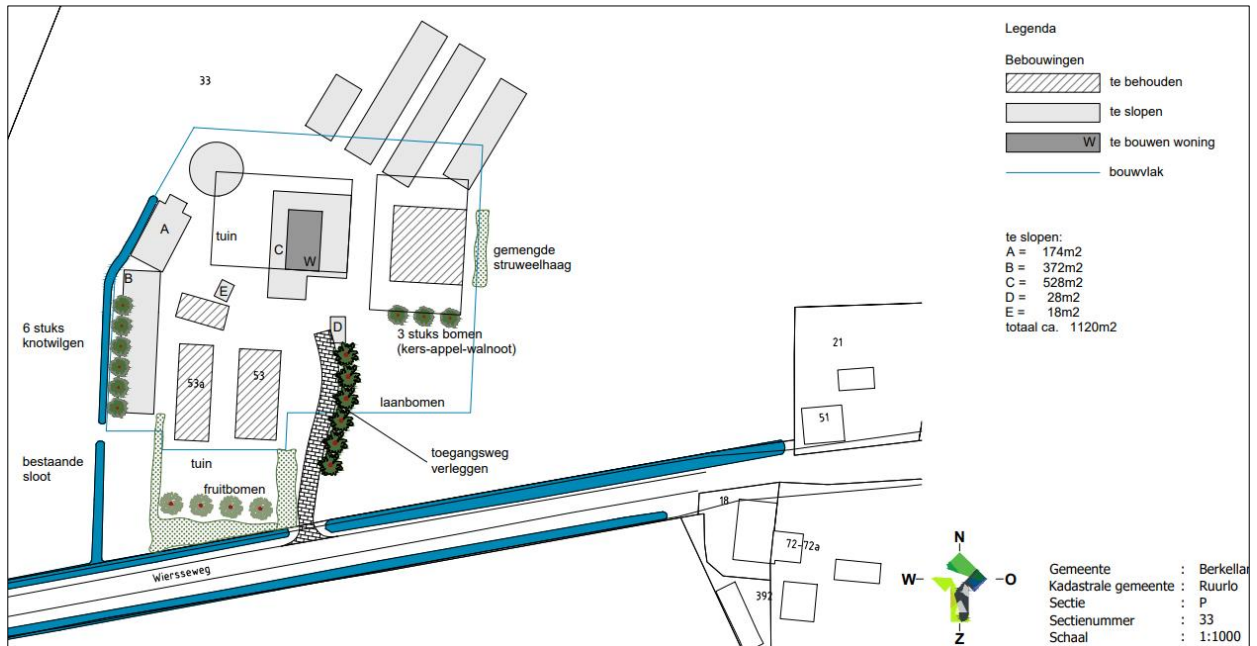 33
A
B
tuin
C
W
E
D
gemengde
struweelhaag
6 stuks
knotwilgen
3 stuks bomen
(kers-appel-walnoot)
53a
53
laanbomen
toegangsweg
verleggen
bestaande
sloot
tuin
fruitbomen
Wiersseweg
21
51
18
72-72a
392
Legenda
Bebouwingen
te behouden
te slopen
W te bouwen woning
bouwvlak
te slopen:
A = 174m2
B = 372m2
C = 528m2
D = 28m2
E = 18m2
totaal ca. 1120m2
N
W
O
Z
Gemeente : Berkellan
Kadastrale gemeente : Ruurlo
Sectie : P
Sectienummer : 33
Schaal : 1:1000